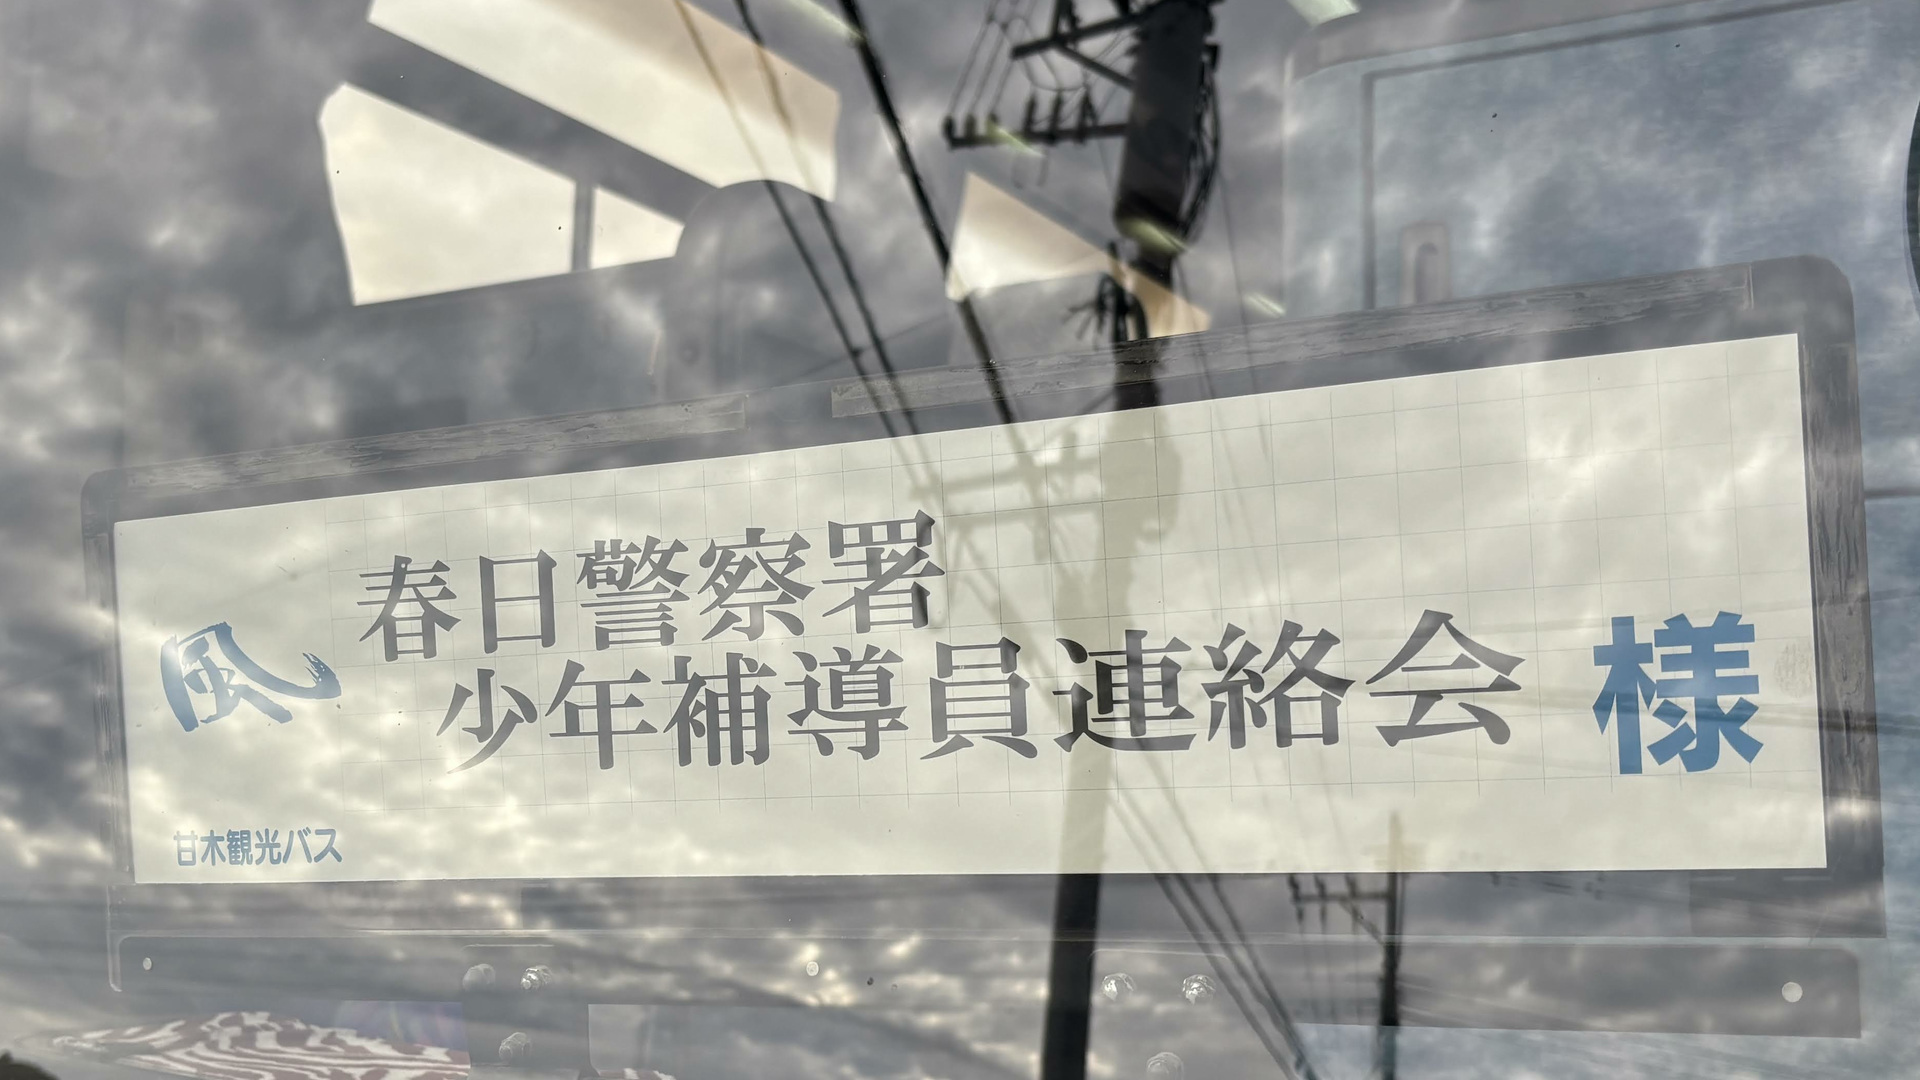 風
春日警察署
少年補導員連絡会 様
甘木観光バス